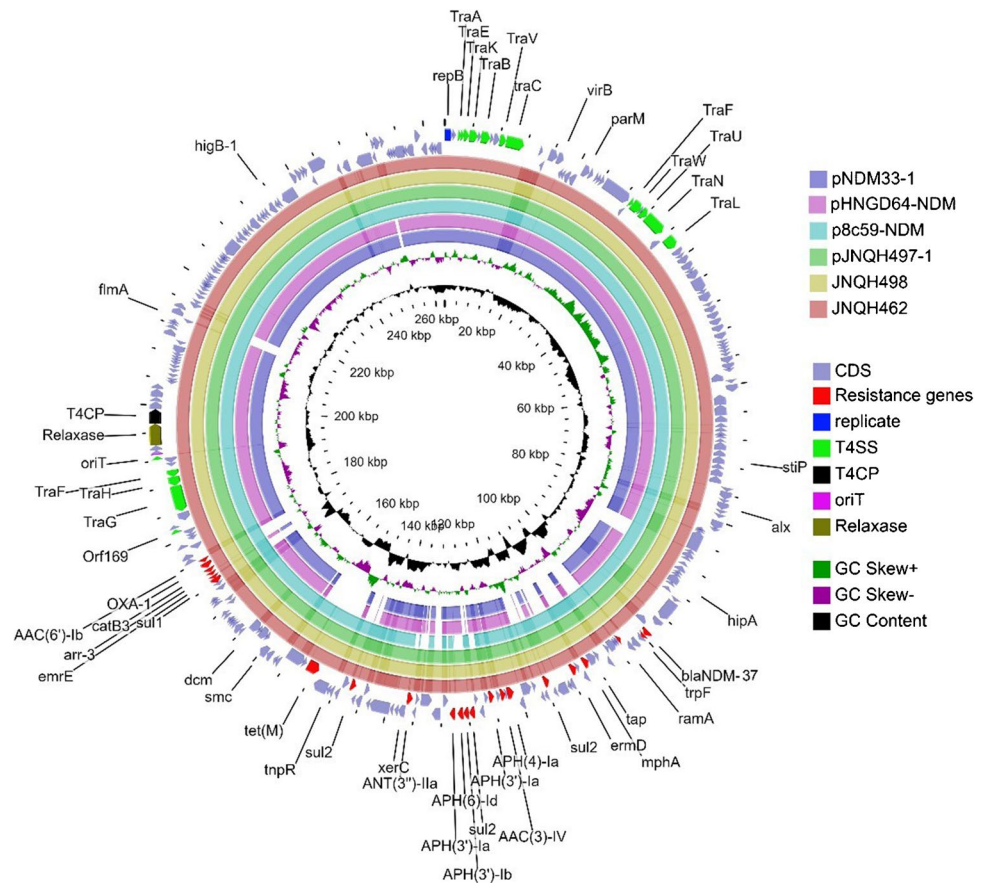 TraA
TraE
TraK
TraV
TraB
repB
traC
virB
parM
TraF
TraU
TraW
TraN
TraL
higB-1
flmA
T4CP
Relaxase
oriT
TraF
TraH
TraG
Orf169
OXA-1
AAC(6')-Ib
catB3
sul1
arr-3
emrE
dcm
smc
tet(M)
tnpR
sul2
xerC
ANT(3")-IIa
APH(6)-Id
APH(3')-Ia
sul2
APH(3')-Ib
APH(4)-Ia
APH(3')-Ia
AAC(3)-IV
sul2
ermD
mphA
tap
ramA
trpF
blaNDM-37
hipA
alx
stiP
260 kbp
20 kbp
40 kbp
60 kbp
80 kbp
100 kbp
120 kbp
140 kbp
160 kbp
180 kbp
200 kbp
220 kbp
240 kbp
pNDM33-1
pHNGD64-NDM
p8c59-NDM
pJNQH497-1
JNQH498
JNQH462
CDS
Resistance genes
replicate
T4SS
T4CP
oriT
Relaxase
GC Skew+
GC Skew-
GC Content